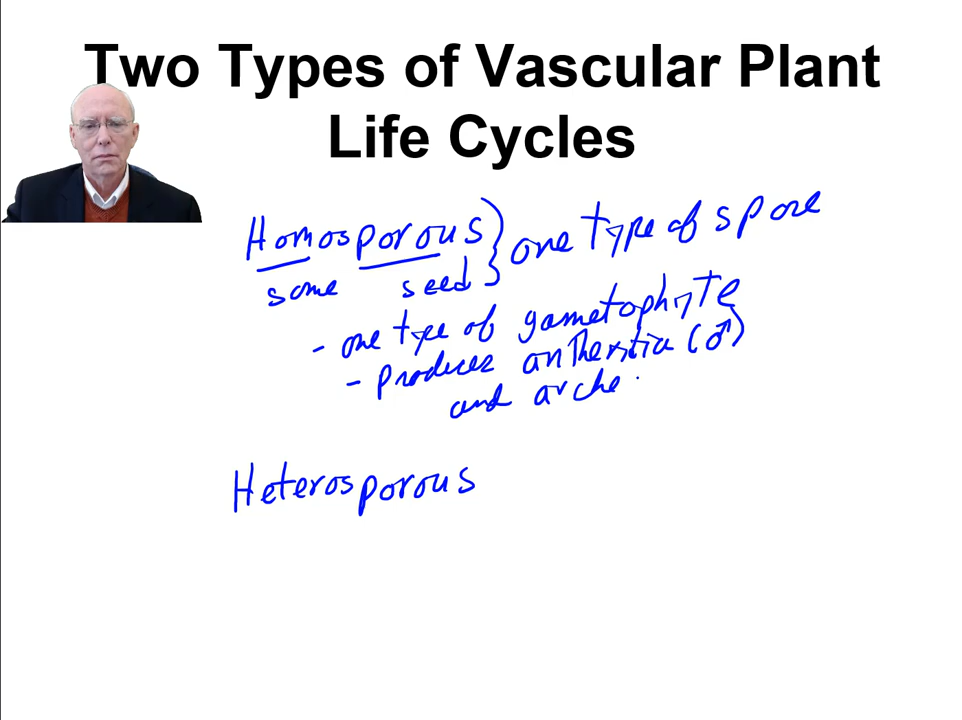 Two Types of Vascular Plant
Life Cycles
Homosporous } one type of spore
same seed
- one type of gametophyte
- produces antheridia (♂)
and arche
Heterosporous